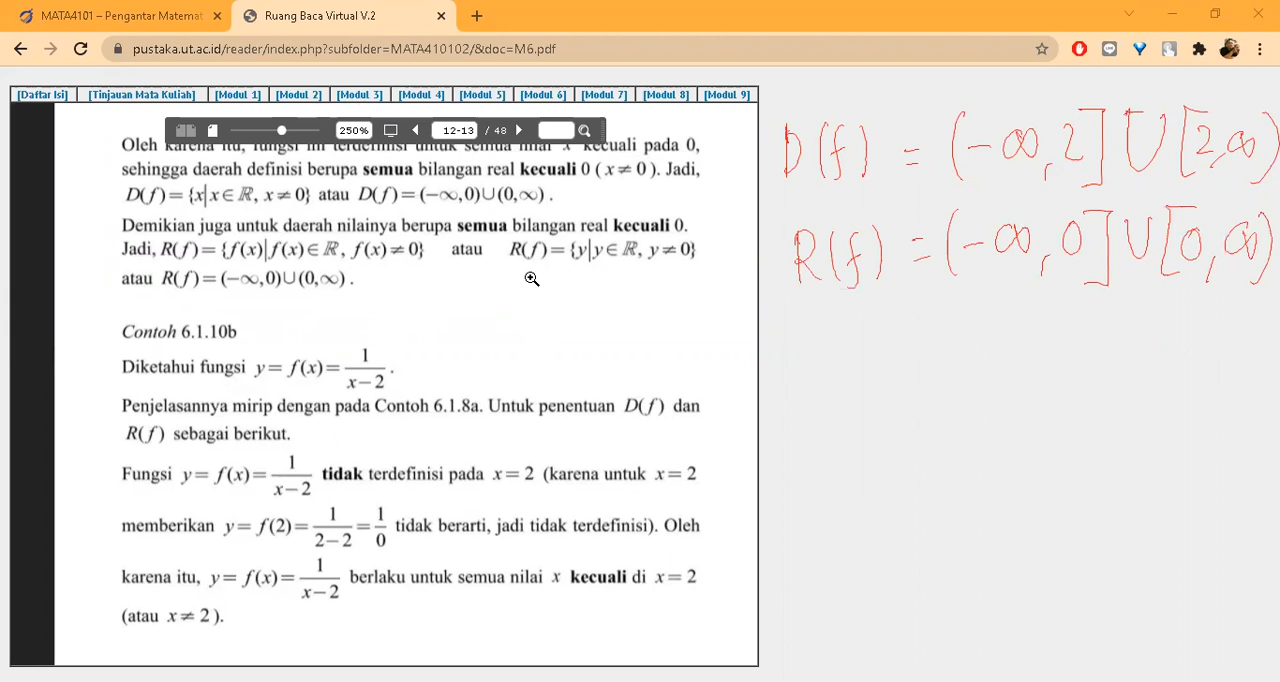 MATA4101 – Pengantar Matemat
Ruang Baca Virtual V.2
pustaka.ut.ac.id/reader/index.php?subfolder=MATA410102/&doc=M6.pdf
[Daftar Isi] [Tinjauan Mata Kuliah] [Modul 1] [Modul 2] [Modul 3] [Modul 4] [Modul 5] [Modul 6] [Modul 7] [Modul 8] [Modul 9]
250% 12-13 / 48
Oleh karena itu, fungsi ini terdefinisi untuk semua nilai x kecuali pada 0,
sehingga daerah definisi berupa semua bilangan real kecuali 0 ( x ≠ 0 ). Jadi,
D(f) = {x|x ∈ ℝ, x ≠ 0} atau D(f) = (−∞,0)∪(0,∞) .
Demikian juga untuk daerah nilainya berupa semua bilangan real kecuali 0.
Jadi, R(f) = {f(x)|f(x) ∈ ℝ, f(x) ≠ 0} atau R(f) = {y|y ∈ ℝ, y ≠ 0}
atau R(f) = (−∞,0)∪(0,∞) .
Contoh 6.1.10b
Diketahui fungsi y = f(x) = 1/(x−2) .
Penjelasannya mirip dengan pada Contoh 6.1.8a. Untuk penentuan D(f) dan
R(f) sebagai berikut.
Fungsi y = f(x) = 1/(x−2) tidak terdefinisi pada x = 2 (karena untuk x = 2
memberikan y = f(2) = 1/(2−2) = 1/0 tidak berarti, jadi tidak terdefinisi). Oleh
karena itu, y = f(x) = 1/(x−2) berlaku untuk semua nilai x kecuali di x = 2
(atau x ≠ 2 ).
D(f) = (-∞, 2] ∪ [2, ∞)
R(f) = (-∞, 0] ∪ [0, ∞)